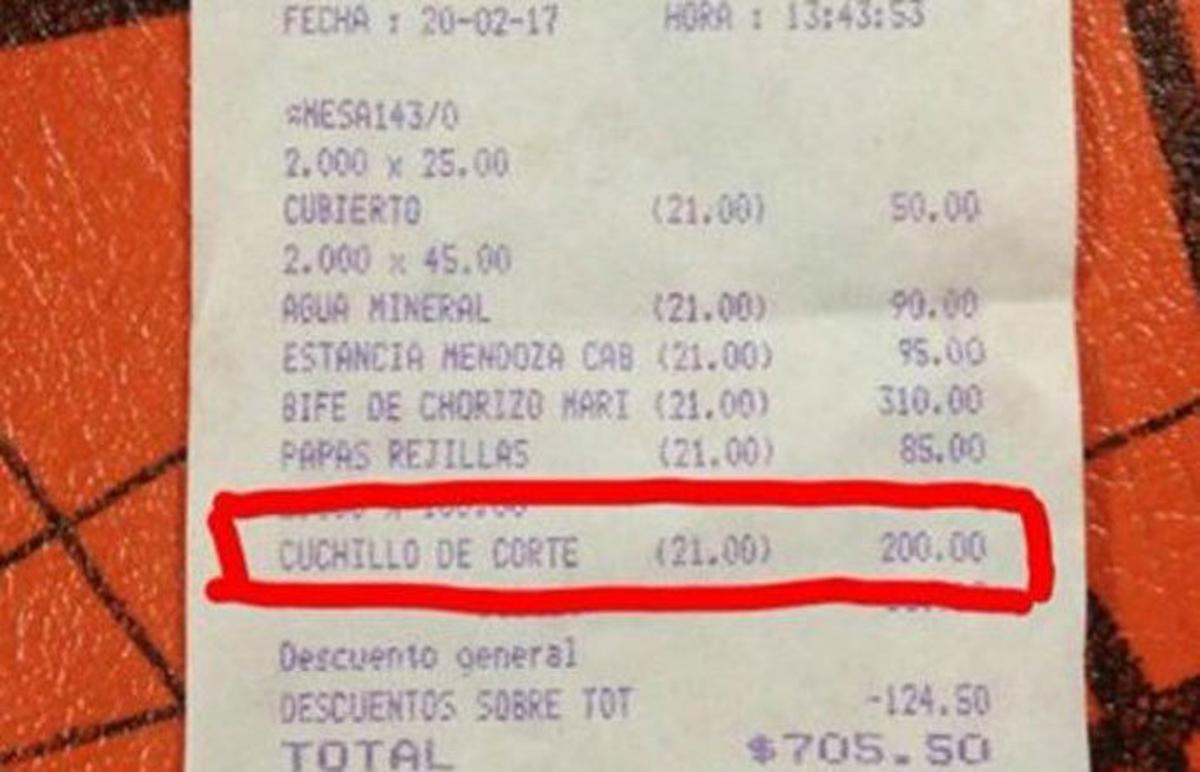 FECHA : 20-02-17 HORA : 13:43:53
=MESA143/0
2.000 x 25.00
CUBIERTO (21.00) 50.00
2.000 x 45.00
AGUA MINERAL (21.00) 90.00
ESTANCIA MENDOZA CAB (21.00) 95.00
BIFE DE CHORIZO MARI (21.00) 310.00
PAPAS REJILLAS (21.00) 85.00
CUCHILLO DE CORTE (21.00) 200.00
Descuento general
DESCUENTOS SOBRE TOT -124.50
TOTAL $705.50